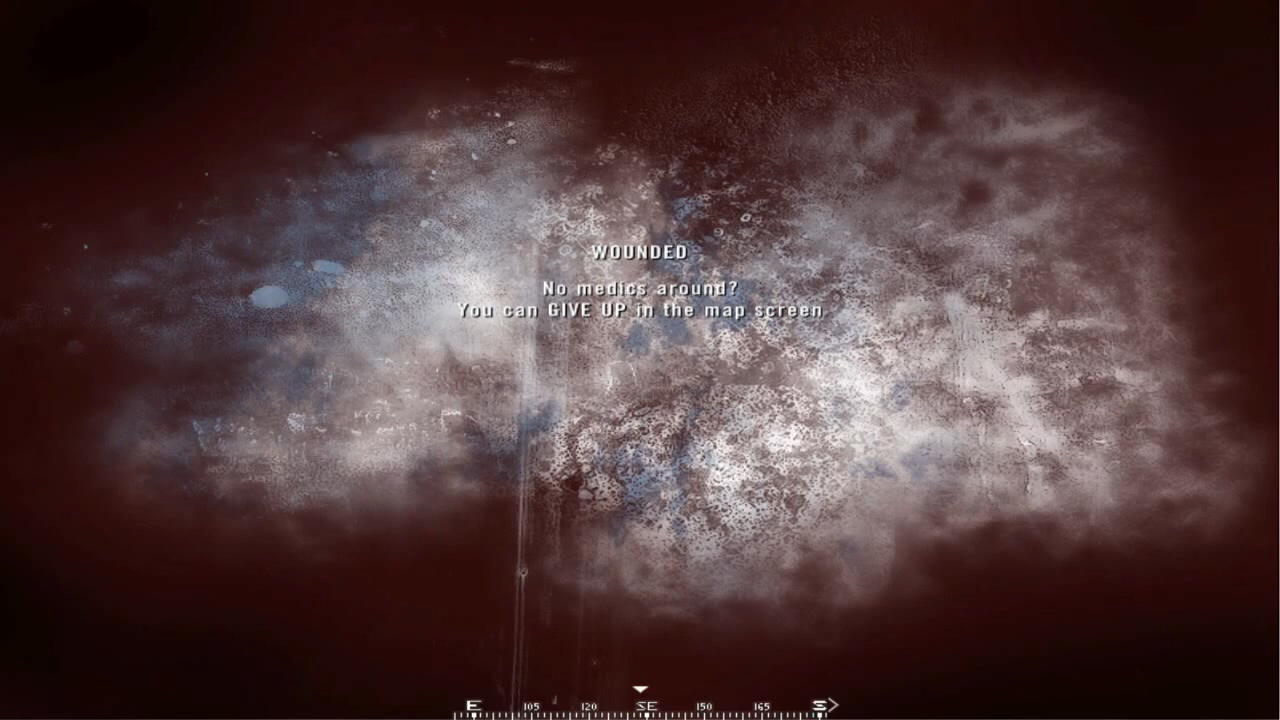 WOUNDED
No medics around?
You can GIVE UP in the map screen
E 105 120 SE 150 165 S